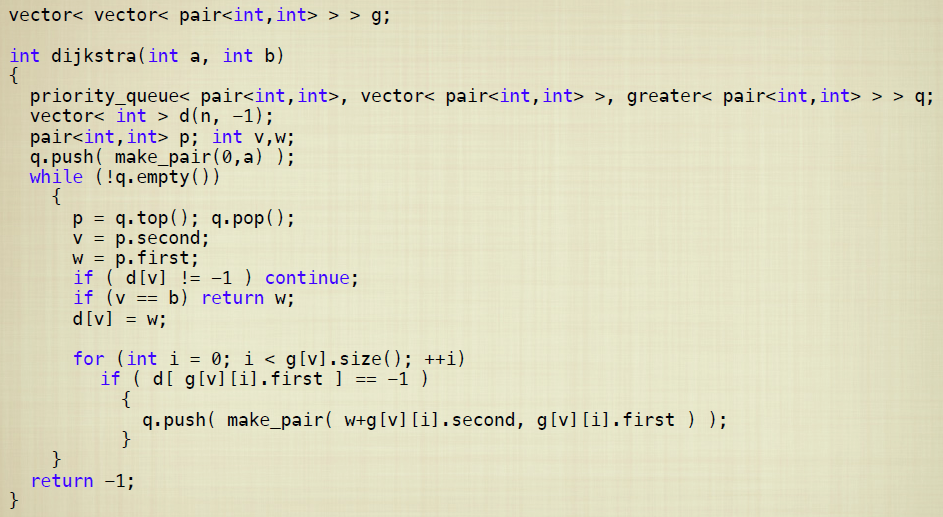 vector< vector< pair<int,int> > > g;

int dijkstra(int a, int b)
{
  priority_queue< pair<int,int>, vector< pair<int,int> >, greater< pair<int,int> > > q;
  vector< int > d(n, -1);
  pair<int,int> p; int v,w;
  q.push( make_pair(0,a) );
  while (!q.empty())
    {
      p = q.top(); q.pop();
      v = p.second;
      w = p.first;
      if ( d[v] != -1 ) continue;
      if (v == b) return w;
      d[v] = w;

      for (int i = 0; i < g[v].size(); ++i)
        if ( d[ g[v][i].first ] == -1 )
          {
            q.push( make_pair( w+g[v][i].second, g[v][i].first ) );
          }
    }
  return -1;
}